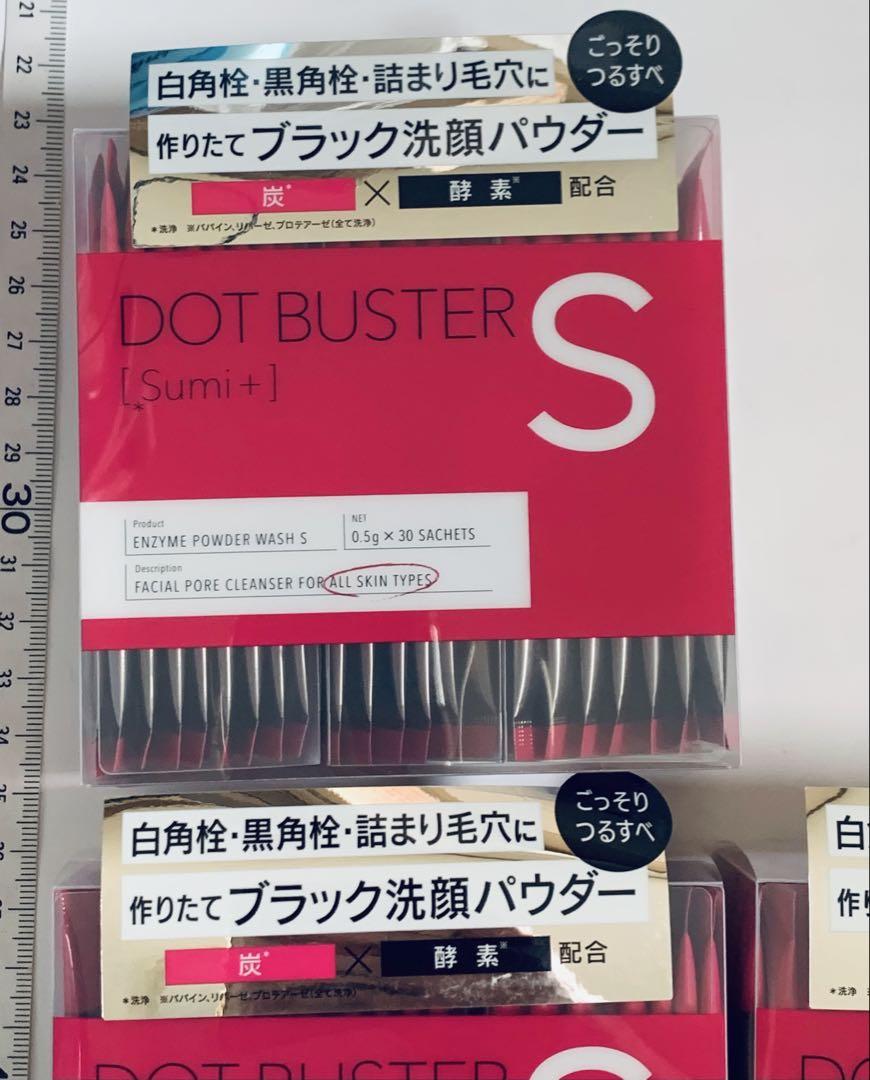 21
22
23
24
25
26
27
28
29
30
31
32
33
34
ごっそり
つるすべ
白角栓・黒角栓・詰まり毛穴に
作りたてブラック洗顔パウダー
炭* × 酵素※ 配合
*洗浄 ※パパイン、リパーゼ、プロテアーゼ(全て洗浄)
DOT BUSTER S
[*Sumi+]
Product
ENZYME POWDER WASH S
NET
0.5g × 30 SACHETS
Description
FACIAL PORE CLEANSER FOR ALL SKIN TYPES
ごっそり
つるすべ
白角栓・黒角栓・詰まり毛穴に
作りたてブラック洗顔パウダー
炭* × 酵素※ 配合
*洗浄 ※パパイン、リパーゼ、プロテアーゼ(全て洗浄)
DOT BUSTER S
白
作り
*洗浄
DO